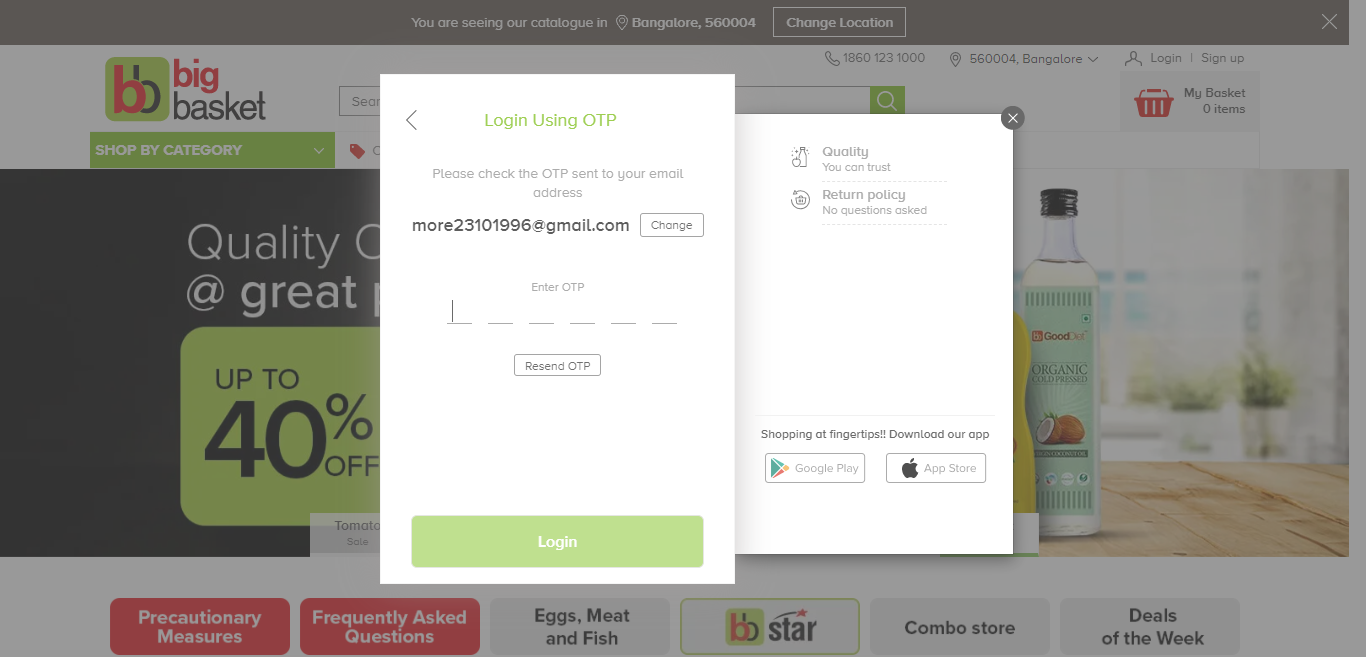 You are seeing our catalogue in Bangalore, 560004 Change Location
1860 123 1000 560004, Bangalore Login | Sign up
big
basket
My Basket
0 items
SHOP BY CATEGORY
Login Using OTP
Please check the OTP sent to your email
address
more23101996@gmail.com Change
Enter OTP
Resend OTP
Login
Quality
You can trust
Return policy
No questions asked
Shopping at fingertips!! Download our app
Google Play App Store
Quality
@ great
UP TO
40%
OFF
Sale
bb GoodDiet
ORGANIC
COLD PRESSED
Precautionary
Measures
Frequently Asked
Questions
Eggs, Meat
and Fish
bb star
Combo store
Deals
of the Week